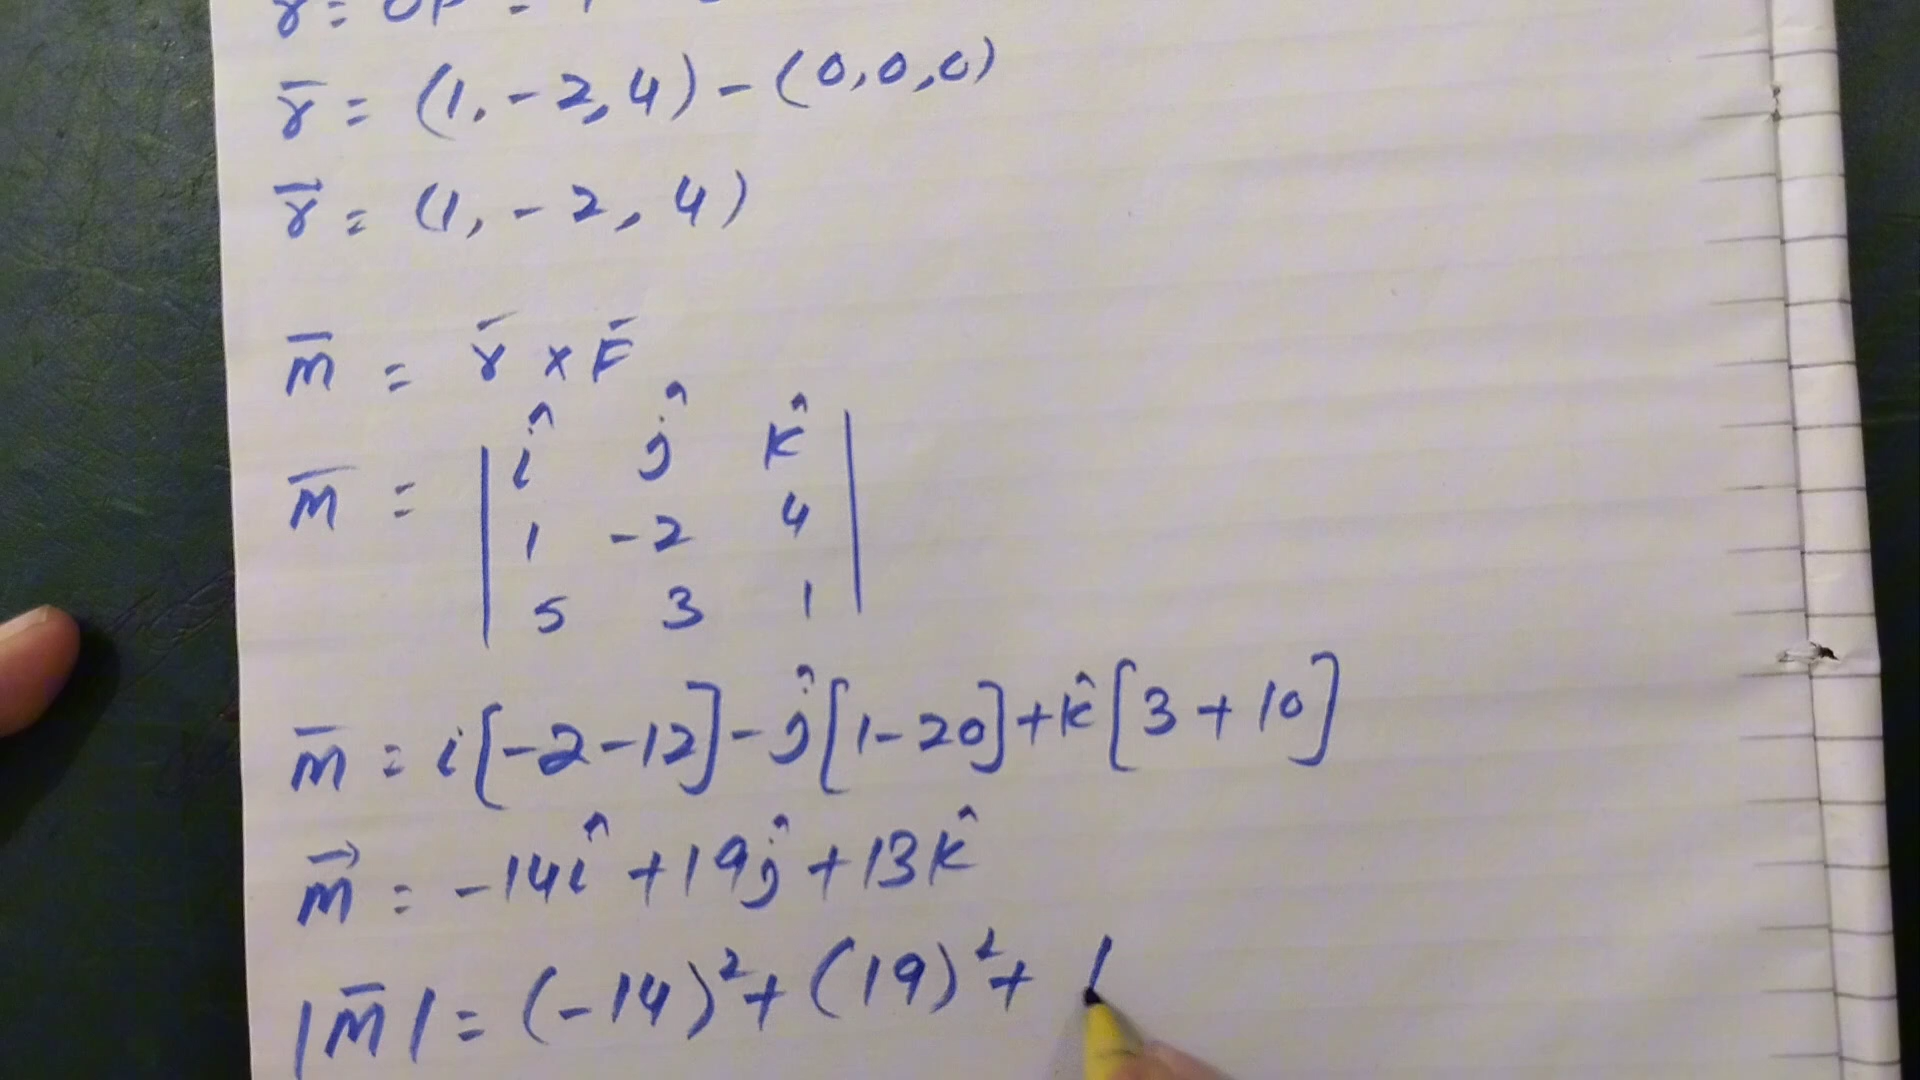 r̄ = (1, -2, 4) - (0, 0, 0)
r̄ = (1, -2, 4)
m̄ = r̄ × F̄
m̄ = | î ĵ k̂ |
1 -2 4
5 3 1
m̄ = i[-2-12] - ĵ[1-20] + k̂[3+10]
m⃗ = -14î + 19ĵ + 13k̂
|m̄| = (-14)² + (19)² +